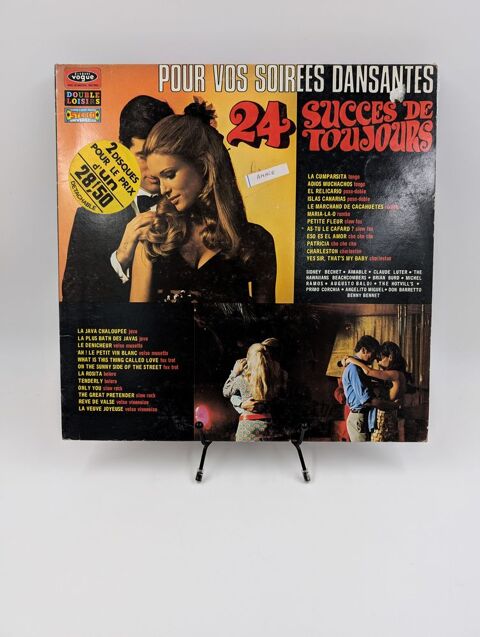 vogue
POUR VOS SOIREES DANSANTES
DOUBLE
LOISIRS
STEREO
24 SUCCES DE
TOUJOURS
2 DISQUES
POUR LE PRIX
d'UN
28F50
AIMABLE
LA CUMPARSITA tango
ADIOS MUCHACHOS tango
EL RELICARIO paso-doble
ISLAS CANARIAS paso-doble
LE MARCHAND DE CACAHUETES rumba
MARIA-LA-O rumba
PETITE FLEUR slow fox
AS-TU LE CAFARD ? slow fox
ESO ES EL AMOR cha cha cha
PATRICIA cha cha cha
CHARLESTON charleston
YES SIR, THAT'S MY BABY charleston
SIDNEY BECHET • AIMABLE • CLAUDE LUTER • THE
HAWAIIANS BEACHCOMBERS • BRIAN BURD • MICHEL
RAMOS • AUGUSTO BALDI • THE HOTVILL'S •
PRIMO CORCHIA • ANGELITO MIGUEL • DON BARRETTO
BENNY BENNET
LA JAVA CHALOUPEE java
LA PLUS BATH DES JAVAS java
LE DENICHEUR valse musette
AH ! LE PETIT VIN BLANC valse musette
WHAT IS THIS THING CALLED LOVE fox trot
ON THE SUNNY SIDE OF THE STREET fox trot
LA ROSITA bolero
TENDERLY bolero
ONLY YOU slow rock
THE GREAT PRETENDER slow rock
REVE DE VALSE valse viennoise
LA VEUVE JOYEUSE valse viennoise